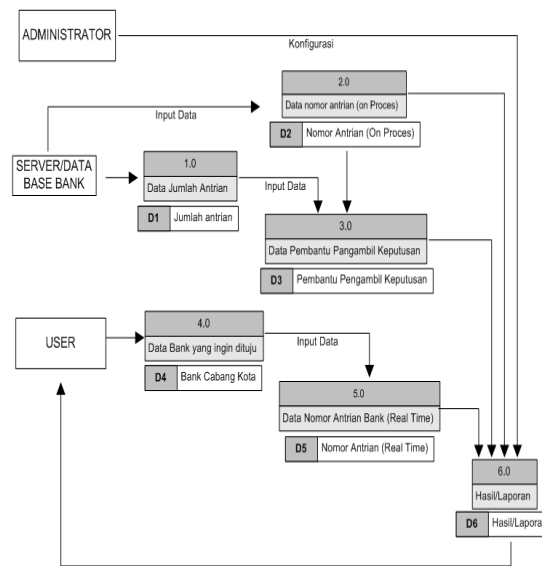 ADMINISTRATOR
Konfigurasi
2.0
Data nomor antrian (on Proces)
Input Data
D2 Nomor Antrian (On Proces)
SERVER/DATA
BASE BANK
1.0
Data Jumlah Antrian
Input Data
D1 Jumlah antrian
3.0
Data Pembantu Pangambil Keputusan
D3 Pembantu Pengambil Keputusan
USER
4.0
Data Bank yang ingin dituju
Input Data
D4 Bank Cabang Kota
5.0
Data Nomor Antrian Bank (Real Time)
D5 Nomor Antrian (Real Time)
6.0
Hasil/Laporan
D6 Hasil/Lapora